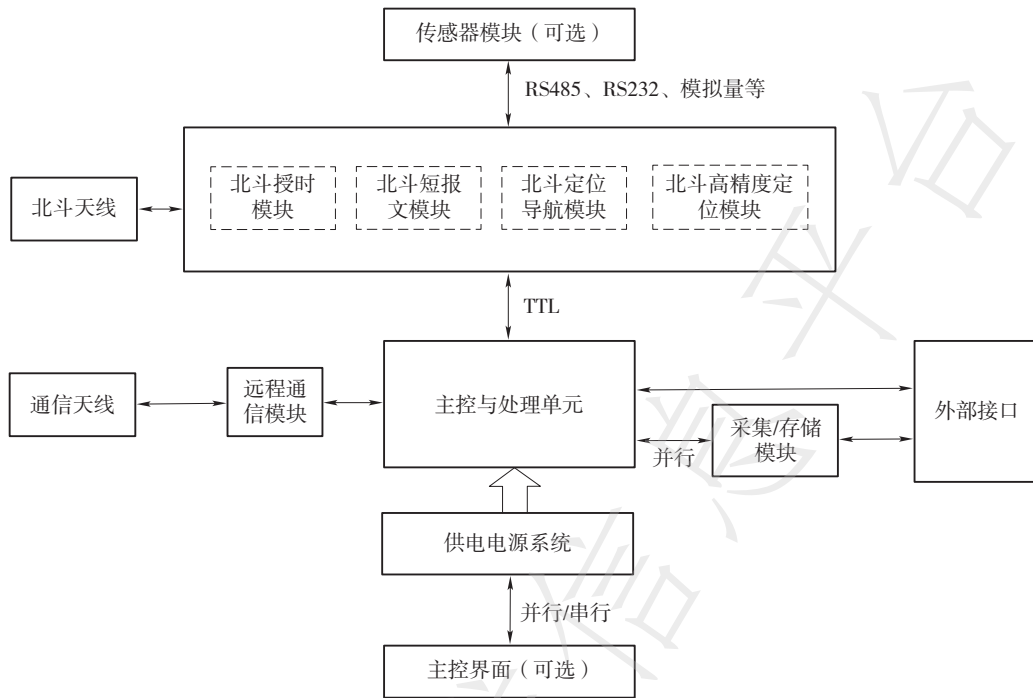 传感器模块（可选）
RS485、RS232、模拟量等
北斗授时
模块
北斗短报
文模块
北斗定位
导航模块
北斗高精度定
位模块
北斗天线
TTL
通信天线
远程通
信模块
主控与处理单元
并行
采集/存储
模块
外部接口
供电电源系统
并行/串行
主控界面（可选）
信息平台